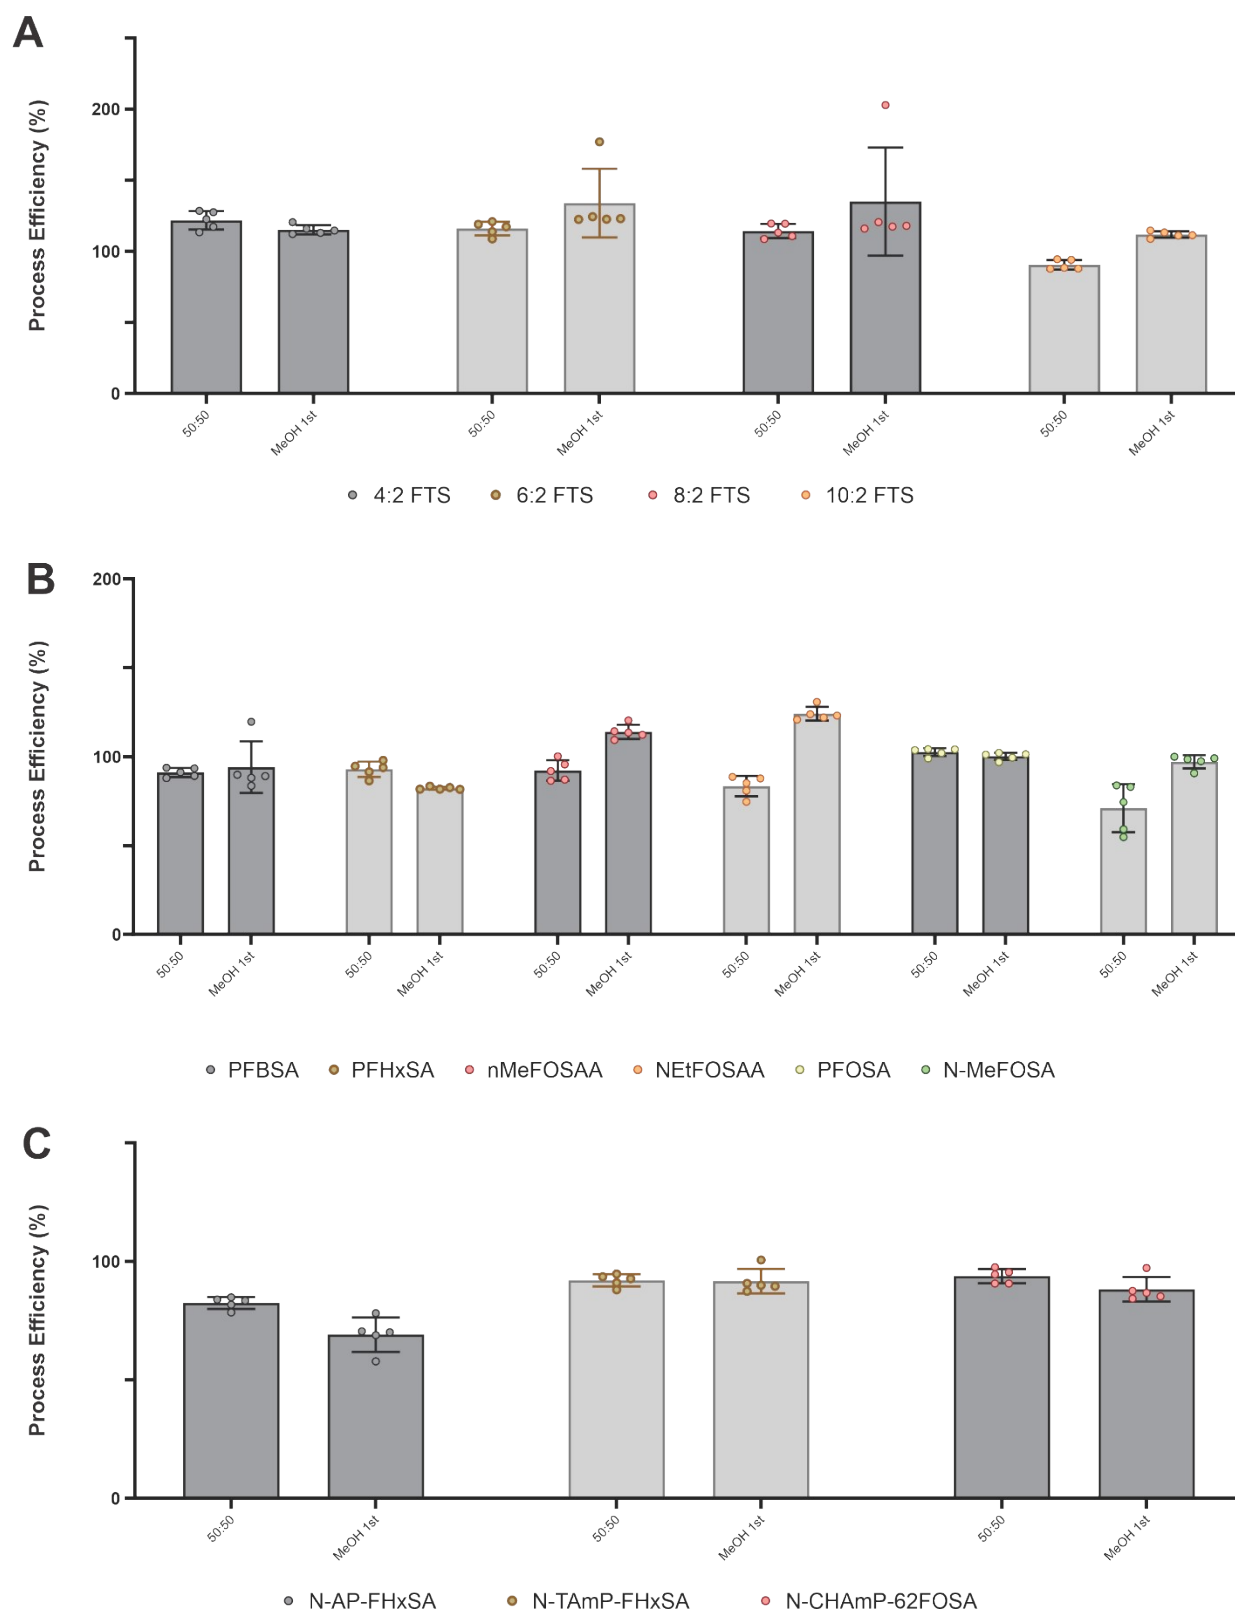 A
Process Efficiency (%)
200
100
0
50:50 MeOH 1st 50:50 MeOH 1st 50:50 MeOH 1st 50:50 MeOH 1st
4:2 FTS 6:2 FTS 8:2 FTS 10:2 FTS
B
Process Efficiency (%)
200
100
0
50:50 MeOH 1st 50:50 MeOH 1st 50:50 MeOH 1st 50:50 MeOH 1st 50:50 MeOH 1st 50:50 MeOH 1st
PFBSA PFHxSA nMeFOSAA NEtFOSAA PFOSA N-MeFOSA
C
Process Efficiency (%)
100
0
50:50 MeOH 1st 50:50 MeOH 1st 50:50 MeOH 1st
N-AP-FHxSA N-TAmP-FHxSA N-CHAmP-62FOSA